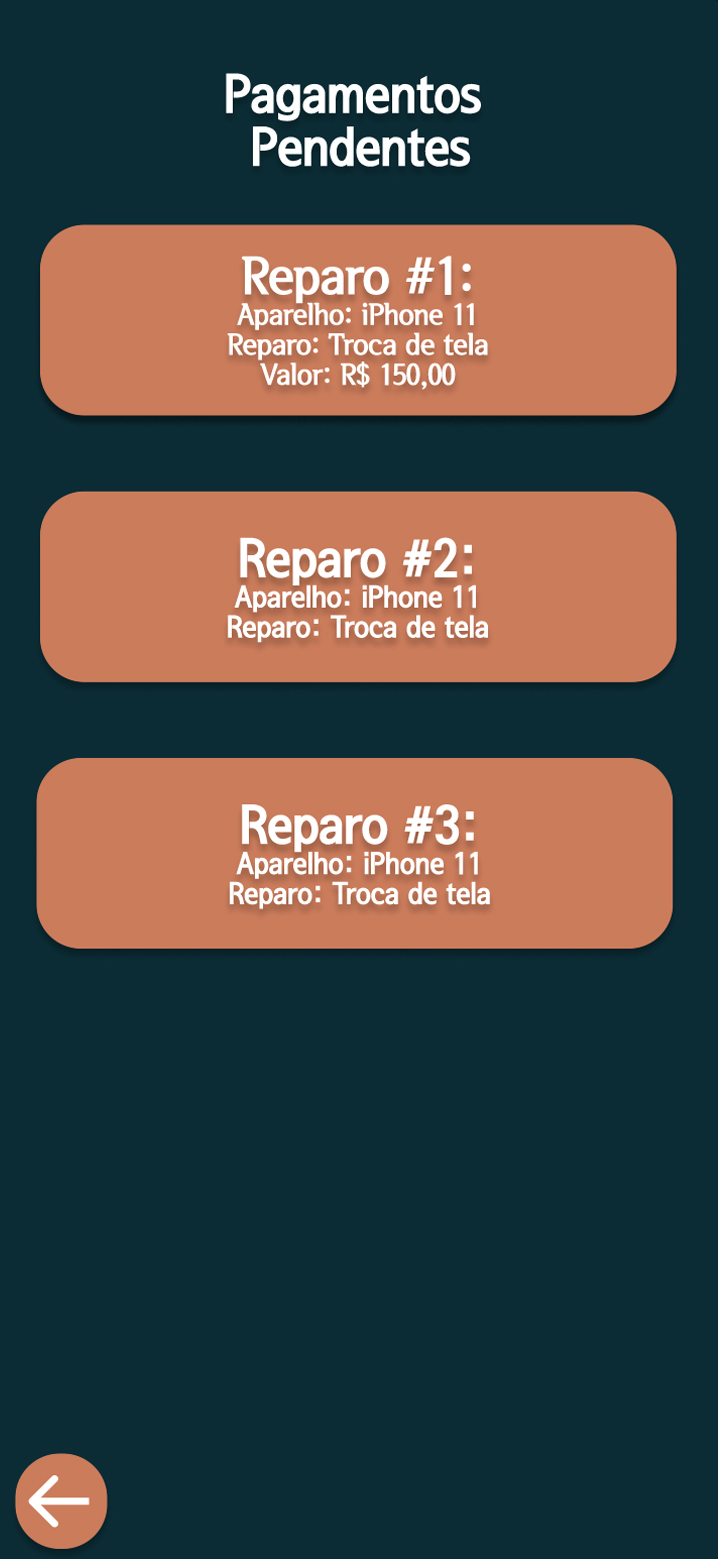 Pagamentos
Pendentes
Reparo #1:
Aparelho: iPhone 11
Reparo: Troca de tela
Valor: R$ 150,00
Reparo #2:
Aparelho: iPhone 11
Reparo: Troca de tela
Reparo #3:
Aparelho: iPhone 11
Reparo: Troca de tela